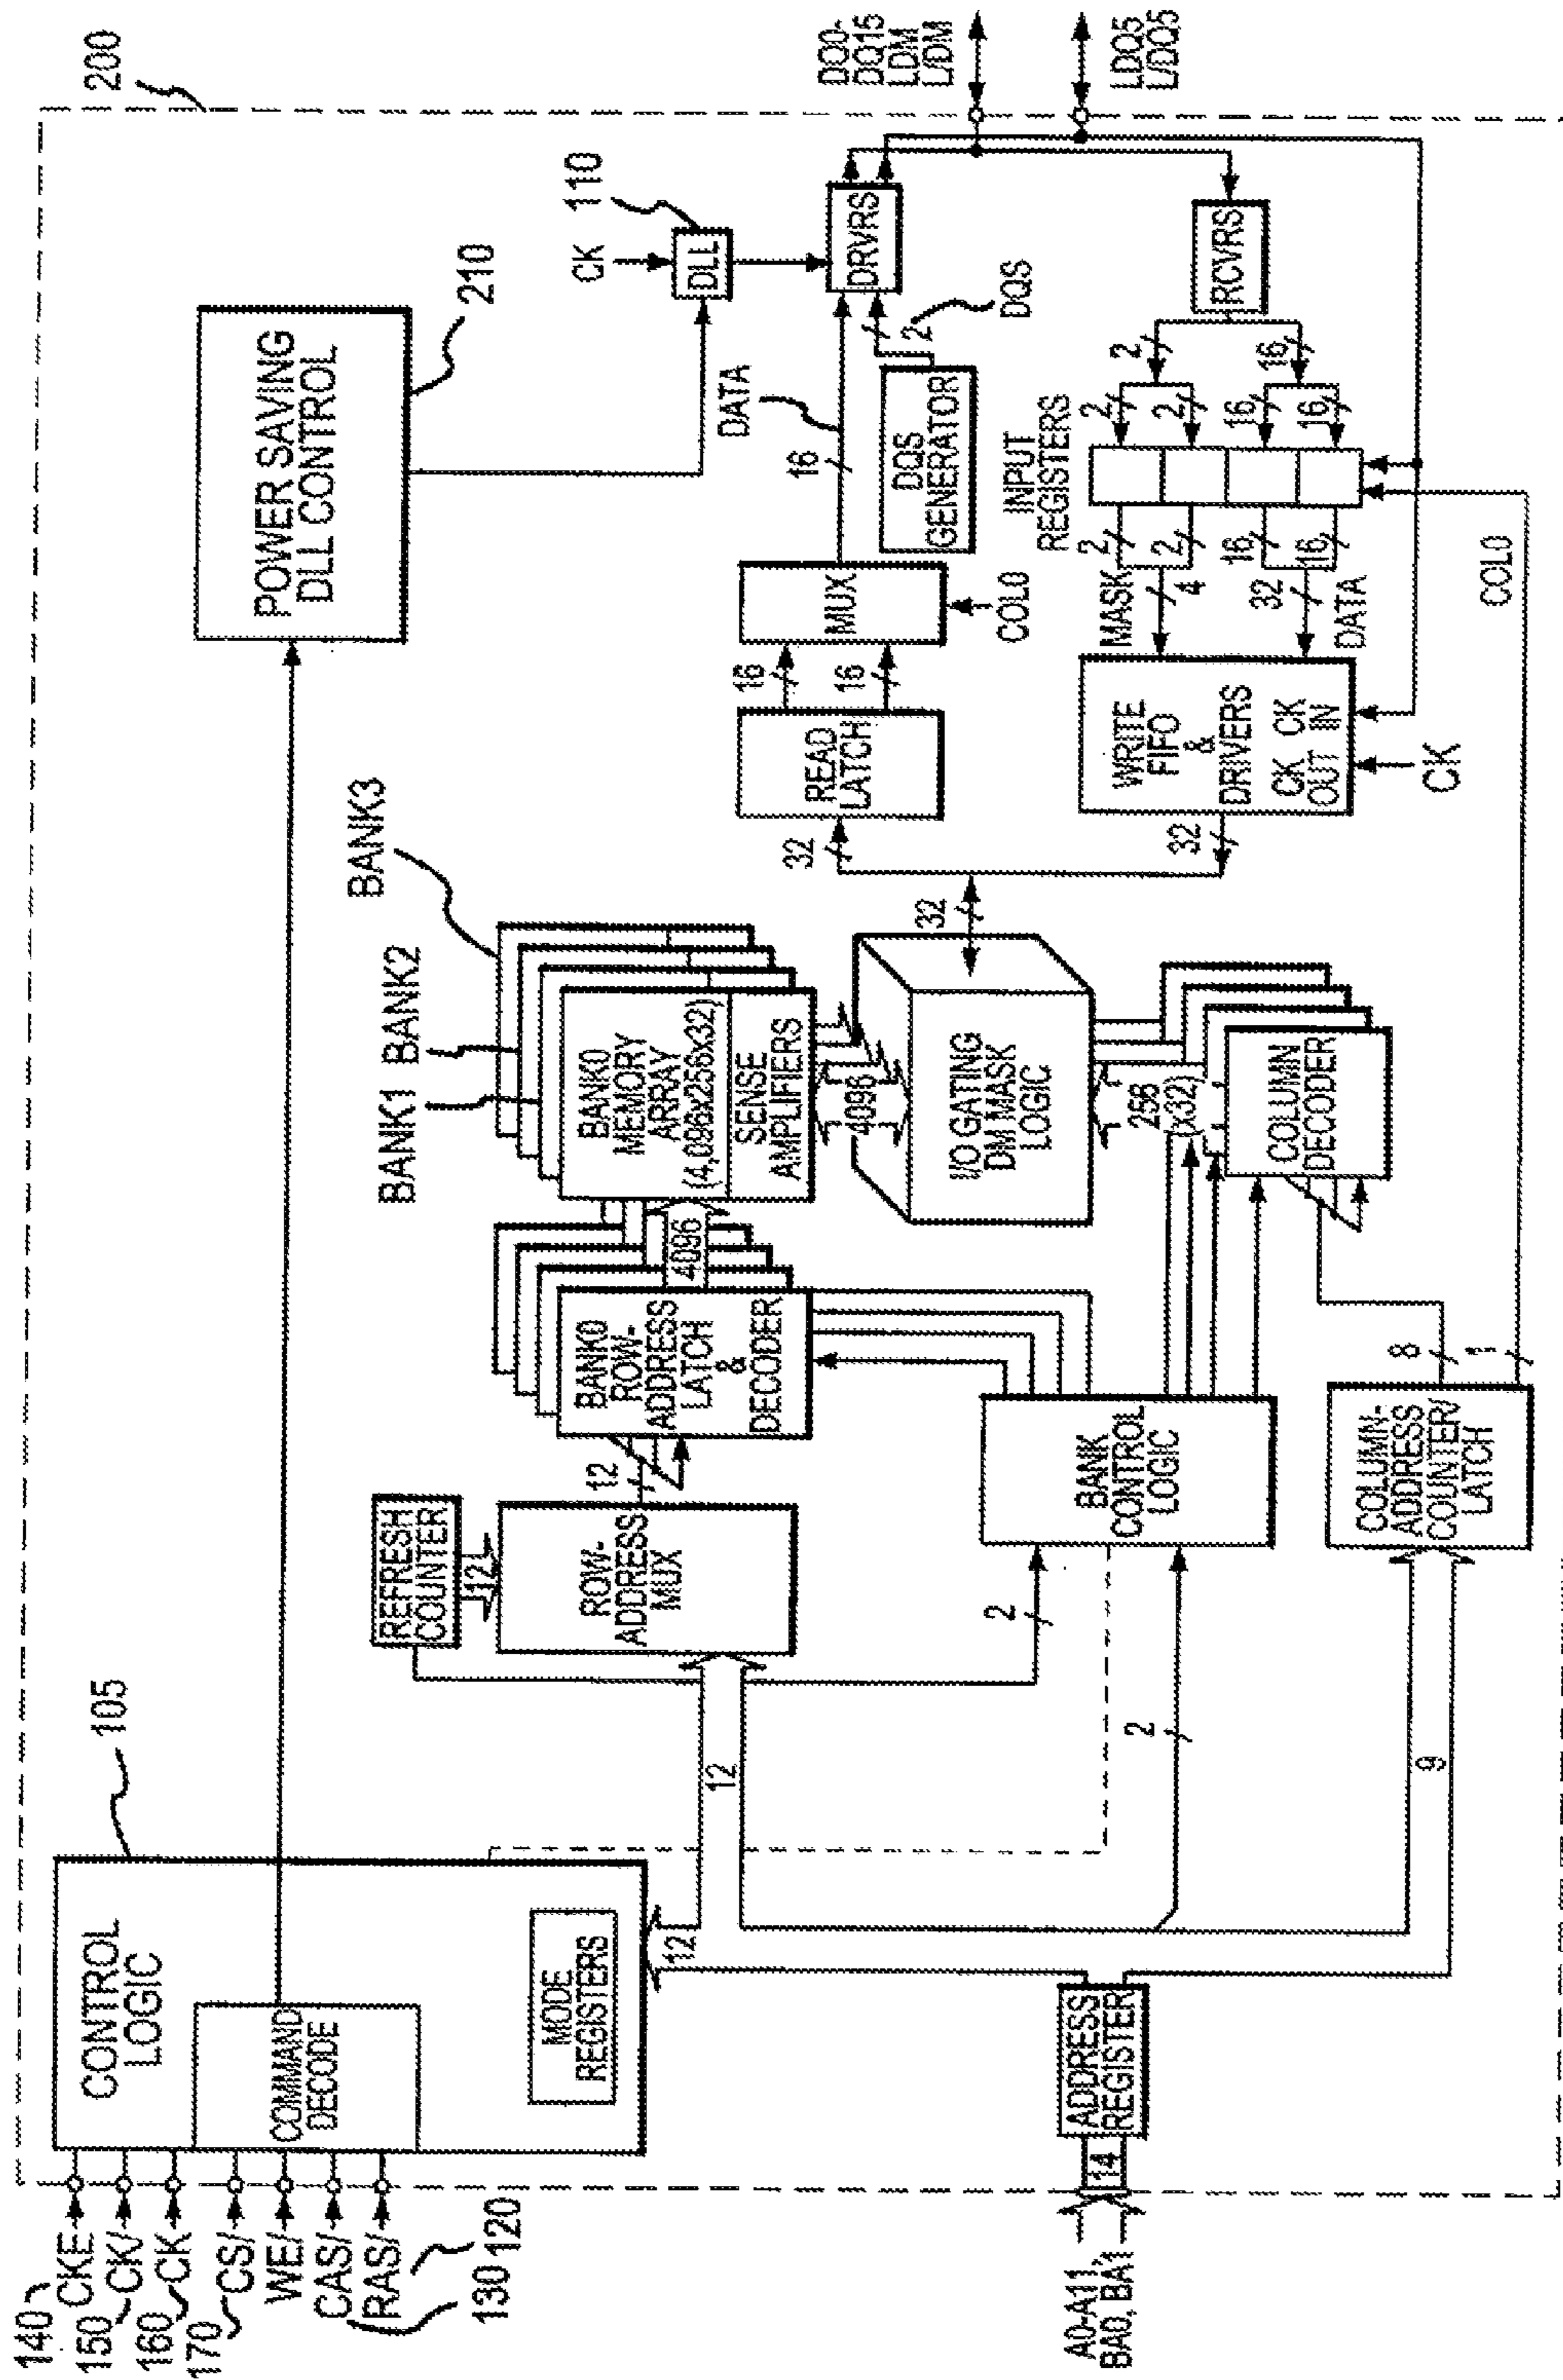 200
105
CONTROL
LOGIC
COMMAND
DECODE
MODE
REGISTERS
140
CKE
150
CK/
160
CK
170
CS/
WE/
CAS/
130
RAS/
120
POWER SAVING
DLL CONTROL
210
CK
110
DLL
REFRESH
COUNTER
12
ROW-
ADDRESS
MUX
12
12
12
BANK0
ROW-
ADDRESS
LATCH
&
DECODER
4096
BANK1
BANK2
BANK3
BANK0
MEMORY
ARRAY
(4,096x256x32)
SENSE
AMPLIFIERS
4096
I/O GATING
DM MASK
LOGIC
256
(x32)
COLUMN
DECODER
2
2
BANK
CONTROL
LOGIC
9
COLUMN-
ADDRESS
COUNTER/
LATCH
8
1
COL0
A0-A11,
BA0, BA1
14
ADDRESS
REGISTER
32
32
32
READ
LATCH
16
16
MUX
COL0
16
DATA
DQS
GENERATOR
2
DQS
DRVRS
DQ0-
DQ15
LDM
L/DM
LDQ5
L/DQ5
RCVRS
2
16
2
2
16
16
INPUT
REGISTERS
2
2
16
16
MASK
4
32
DATA
WRITE
FIFO
&
DRIVERS
CK CK
OUT IN
CK